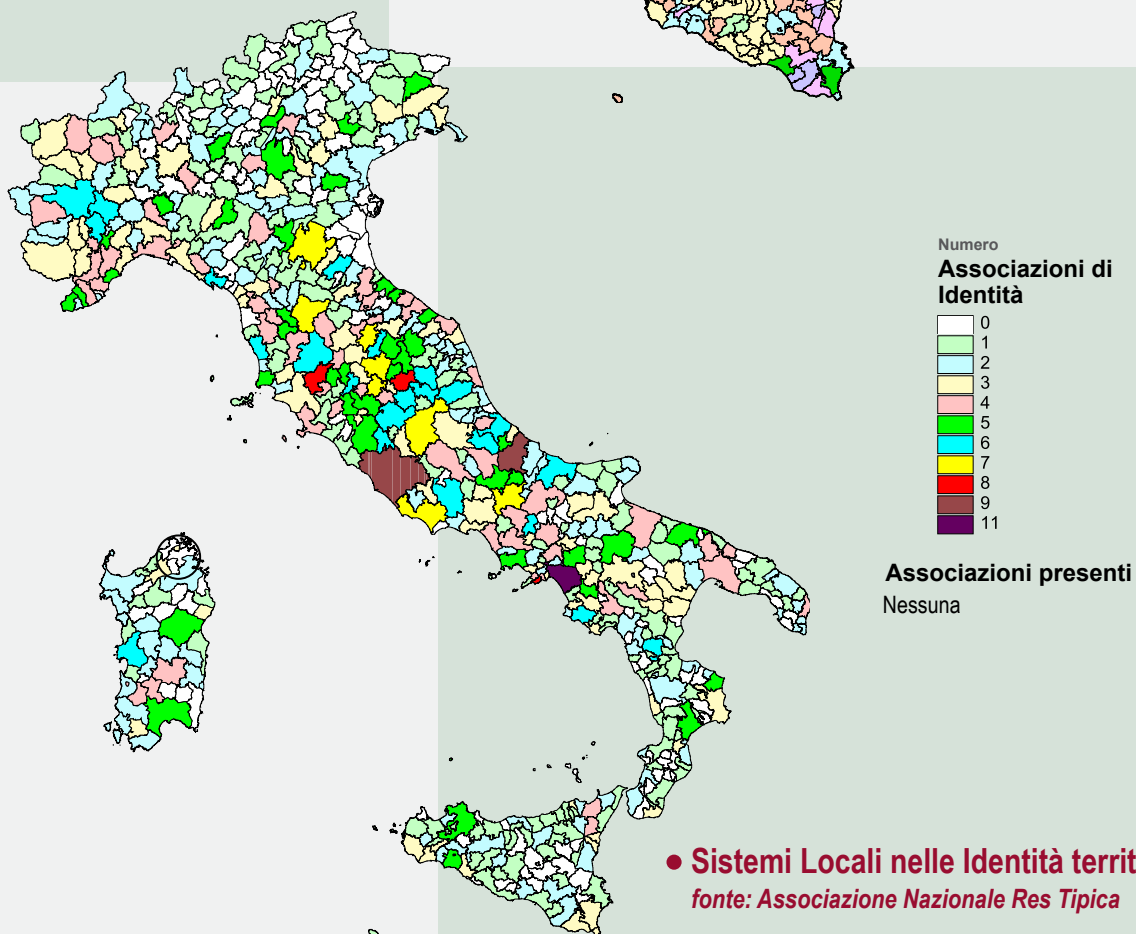 Numero
Associazioni di
Identità
0
1
2
3
4
5
6
7
8
9
11
Associazioni presenti
Nessuna
• Sistemi Locali nelle Identità territ
fonte: Associazione Nazionale Res Tipica